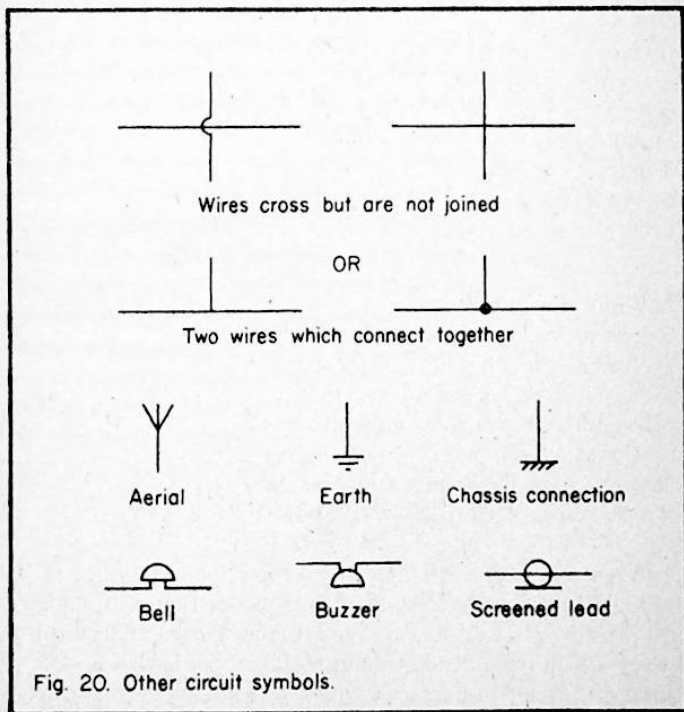 Wires cross but are not joined
OR
Two wires which connect together
Aerial Earth Chassis connection
Bell Buzzer Screened lead
Fig. 20. Other circuit symbols.